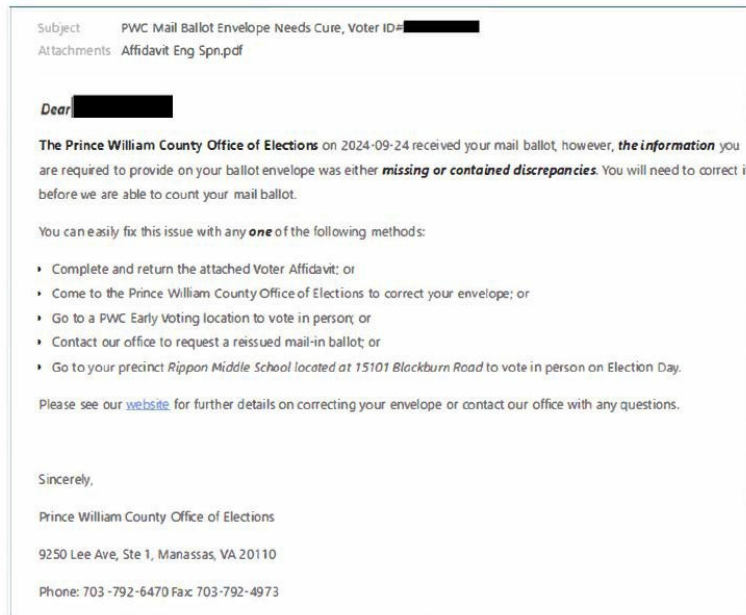 Subject PWC Mail Ballot Envelope Needs Cure, Voter ID#
Attachments Affidavit Eng Spn.pdf
Dear
The Prince William County Office of Elections on 2024-09-24 received your mail ballot, however, the information you
are required to provide on your ballot envelope was either missing or contained discrepancies. You will need to correct i
before we are able to count your mail ballot.
You can easily fix this issue with any one of the following methods:
• Complete and return the attached Voter Affidavit; or
• Come to the Prince William County Office of Elections to correct your envelope; or
• Go to a PWC Early Voting location to vote in person; or
• Contact our office to request a reissued mail-in ballot; or
• Go to your precinct Rippon Middle School located at 15101 Blackburn Road to vote in person on Election Day.
Please see our website for further details on correcting your envelope or contact our office with any questions.
Sincerely,
Prince William County Office of Elections
9250 Lee Ave, Ste 1, Manassas, VA 20110
Phone: 703 -792-6470 Fax: 703-792-4973